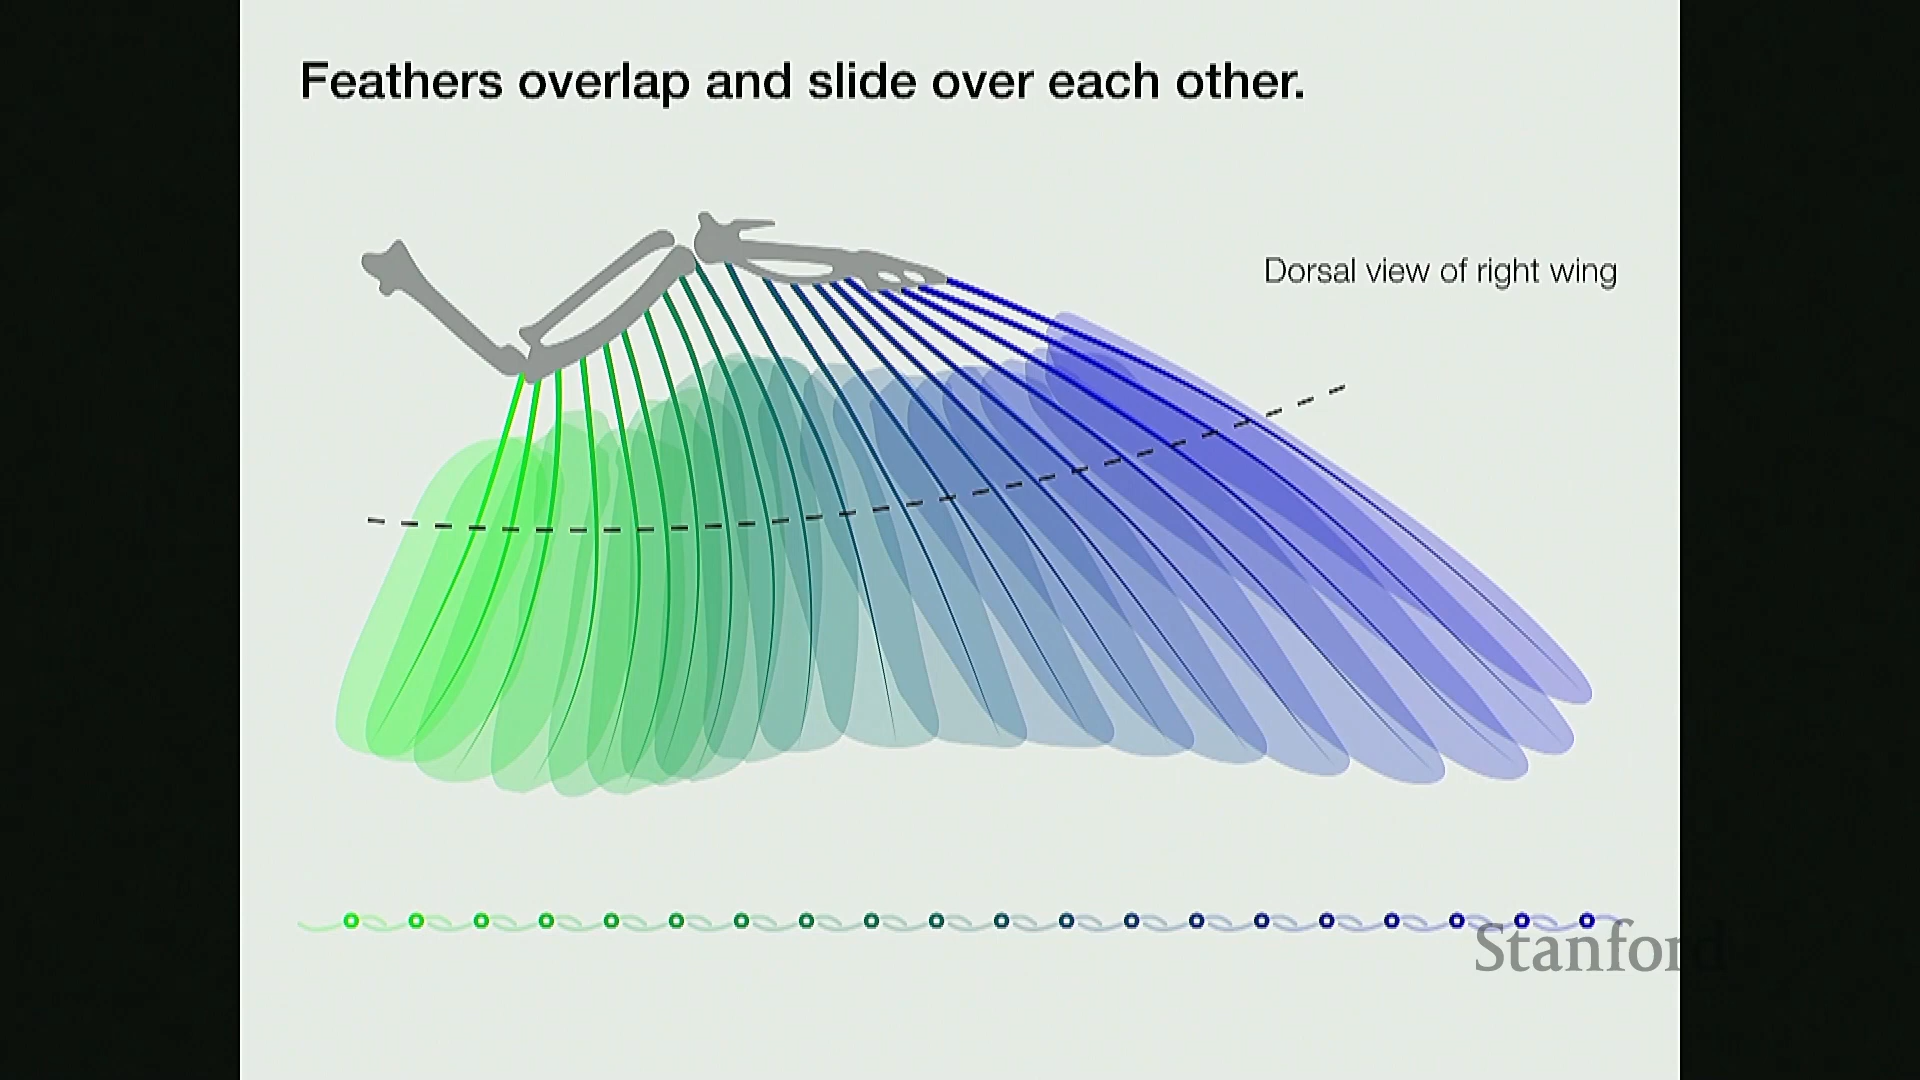 Feathers overlap and slide over each other.
Dorsal view of right wing
Stanford